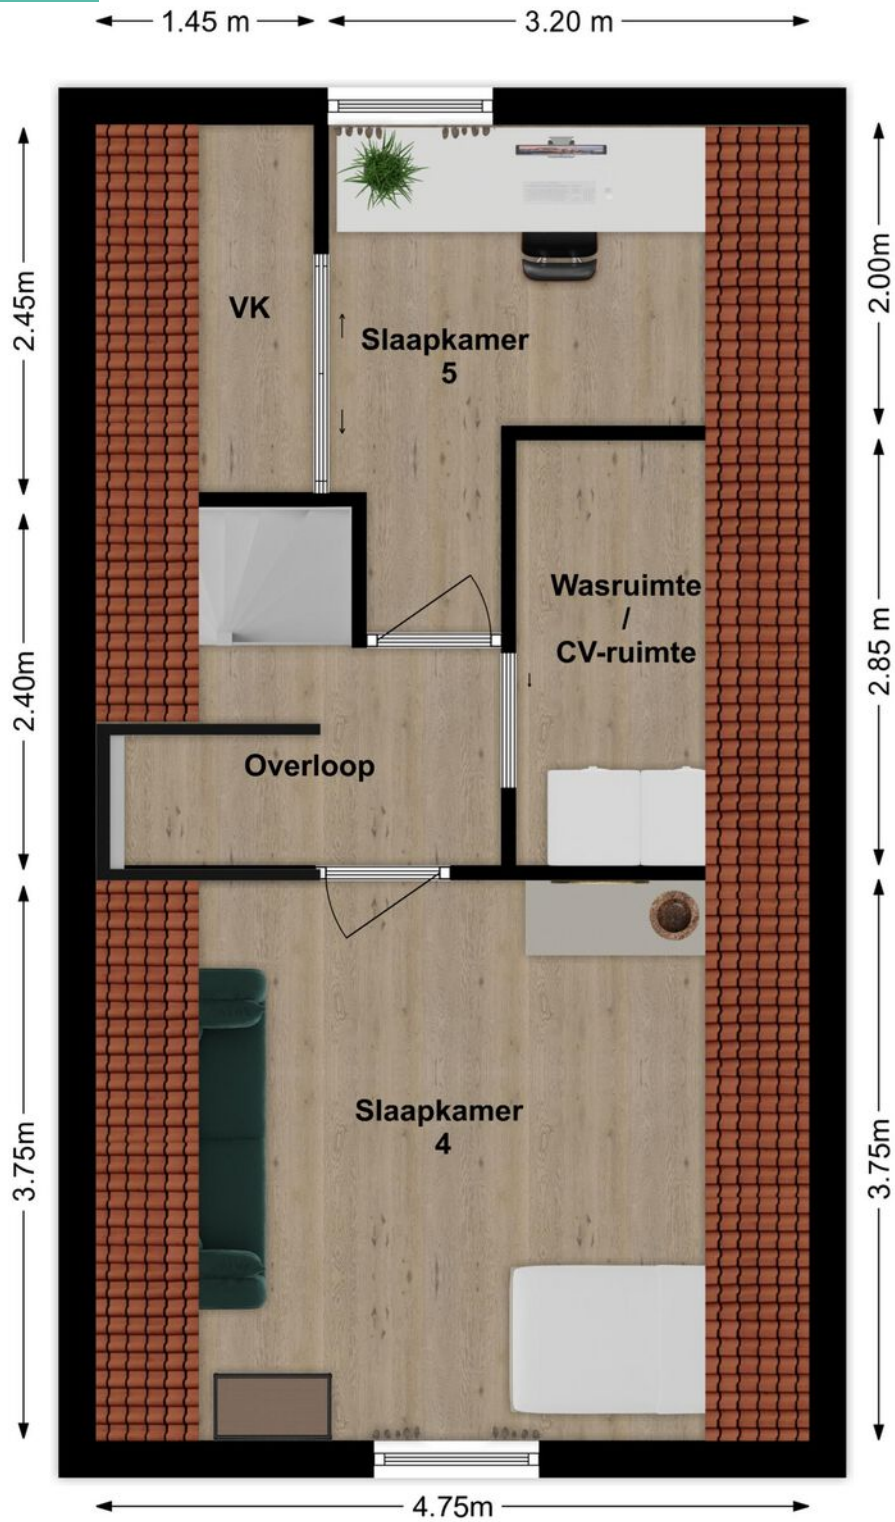 1.45 m
3.20 m
2.45m
2.00m
VK
Slaapkamer
5
Wasruimte
/
CV-ruimte
2.40m
2.85 m
Overloop
Slaapkamer
4
3.75m
3.75m
4.75m